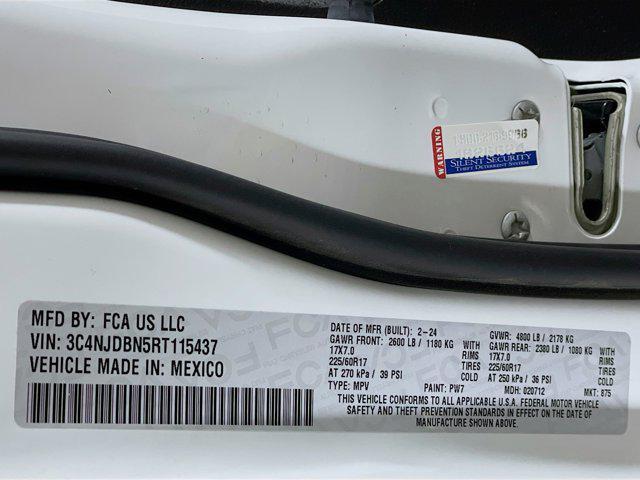 WARNING
SILENT SECURITY
THEFT DETERRENT SYSTEM
MFD BY: FCA US LLC
VIN: 3C4NJDBN5RT115437
VEHICLE MADE IN: MEXICO
DATE OF MFR (BUILT): 2-24
GVWR: 4800 LB / 2178 KG
GAWR FRONT: 2600 LB / 1180 KG
17X7.0 RIMS
225/60R17 TIRES
AT 270 kPa / 39 PSI COLD
GAWR REAR: 2380 LB / 1080 KG
17X7.0 RIMS
225/60R17 TIRES
AT 250 kPa / 36 PSI COLD
TYPE: MPV PAINT: PW7 MDH: 020712 MKT: 875
THIS VEHICLE CONFORMS TO ALL APPLICABLE U.S.A. FEDERAL MOTOR VEHICLE
SAFETY AND THEFT PREVENTION STANDARDS IN EFFECT ON THE DATE OF
MANUFACTURE SHOWN ABOVE.